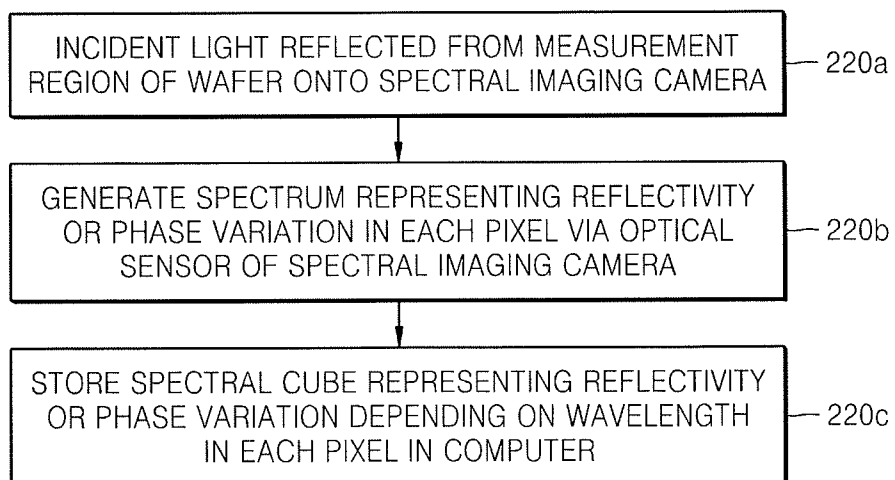 INCIDENT LIGHT REFLECTED FROM MEASUREMENT
REGION OF WAFER ONTO SPECTRAL IMAGING CAMERA
220a
GENERATE SPECTRUM REPRESENTING REFLECTIVITY
OR PHASE VARIATION IN EACH PIXEL VIA OPTICAL
SENSOR OF SPECTRAL IMAGING CAMERA
220b
STORE SPECTRAL CUBE REPRESENTING REFLECTIVITY
OR PHASE VARIATION DEPENDING ON WAVELENGTH
IN EACH PIXEL IN COMPUTER
220c